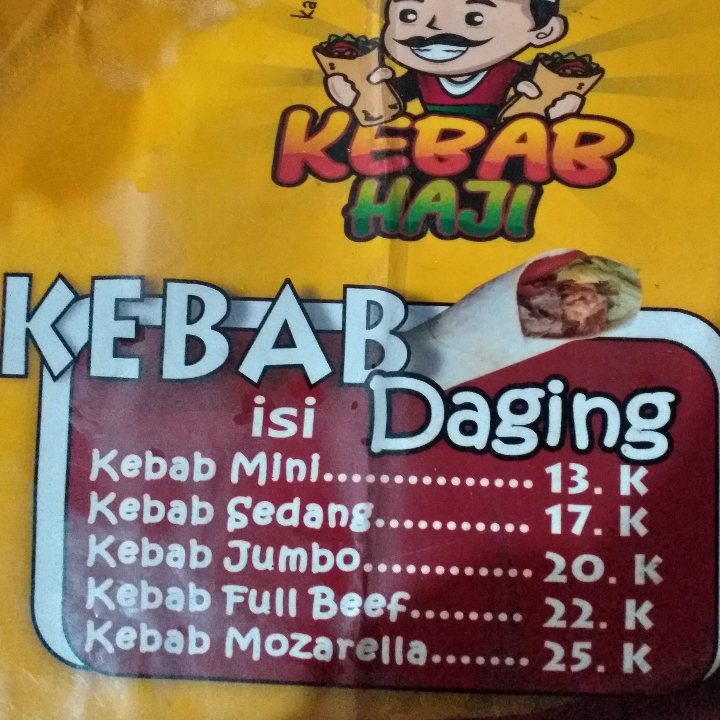 KEBAB
HAJI
KEBAB
isi Daging
Kebab Mini............... 13. K
Kebab Sedang........... 17. K
Kebab Jumbo............ 20. K
Kebab Full Beef........ 22. K
Kebab Mozarella....... 25. K